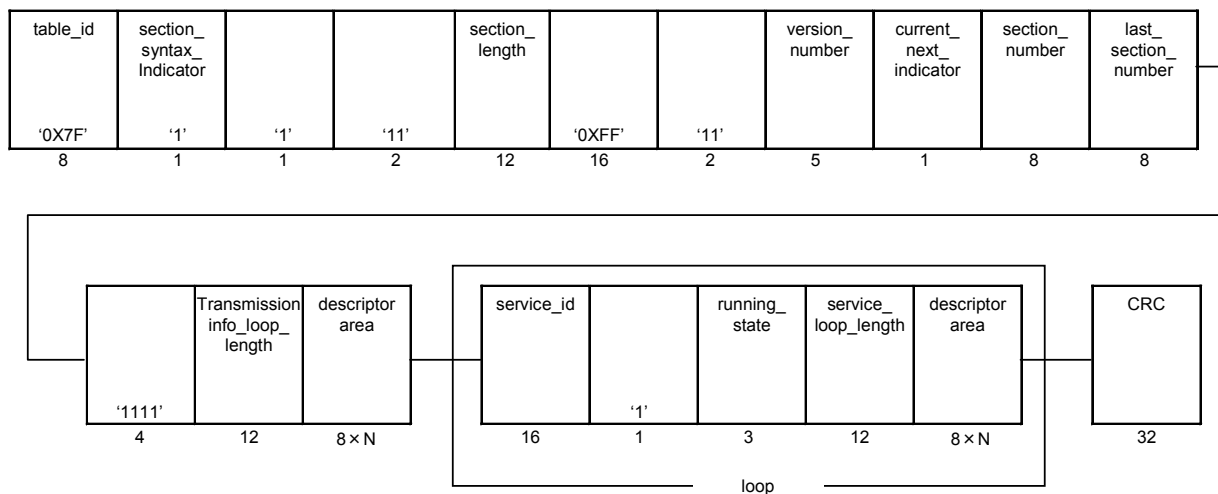 table_id
section_
syntax_
Indicator
section_
length
version_
number
current_
next_
indicator
section_
number
last_
section_
number
‘0X7F’
‘1’
‘1’
‘11’
‘0XFF’
‘11’
8
1
1
2
12
16
2
5
1
8
8
Transmission
info_loop_
length
descriptor
area
service_id
running_
state
service_
loop_length
descriptor
area
CRC
‘1111’
‘1’
4
12
8×N
16
1
3
12
8×N
32
loop